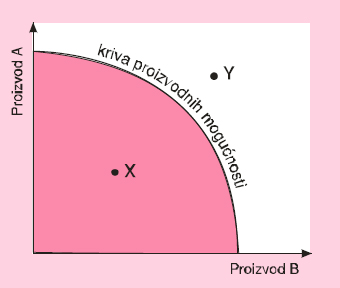 Proizvod A
kriva proizvodnih mogućnosti
Y
X
Proizvod B